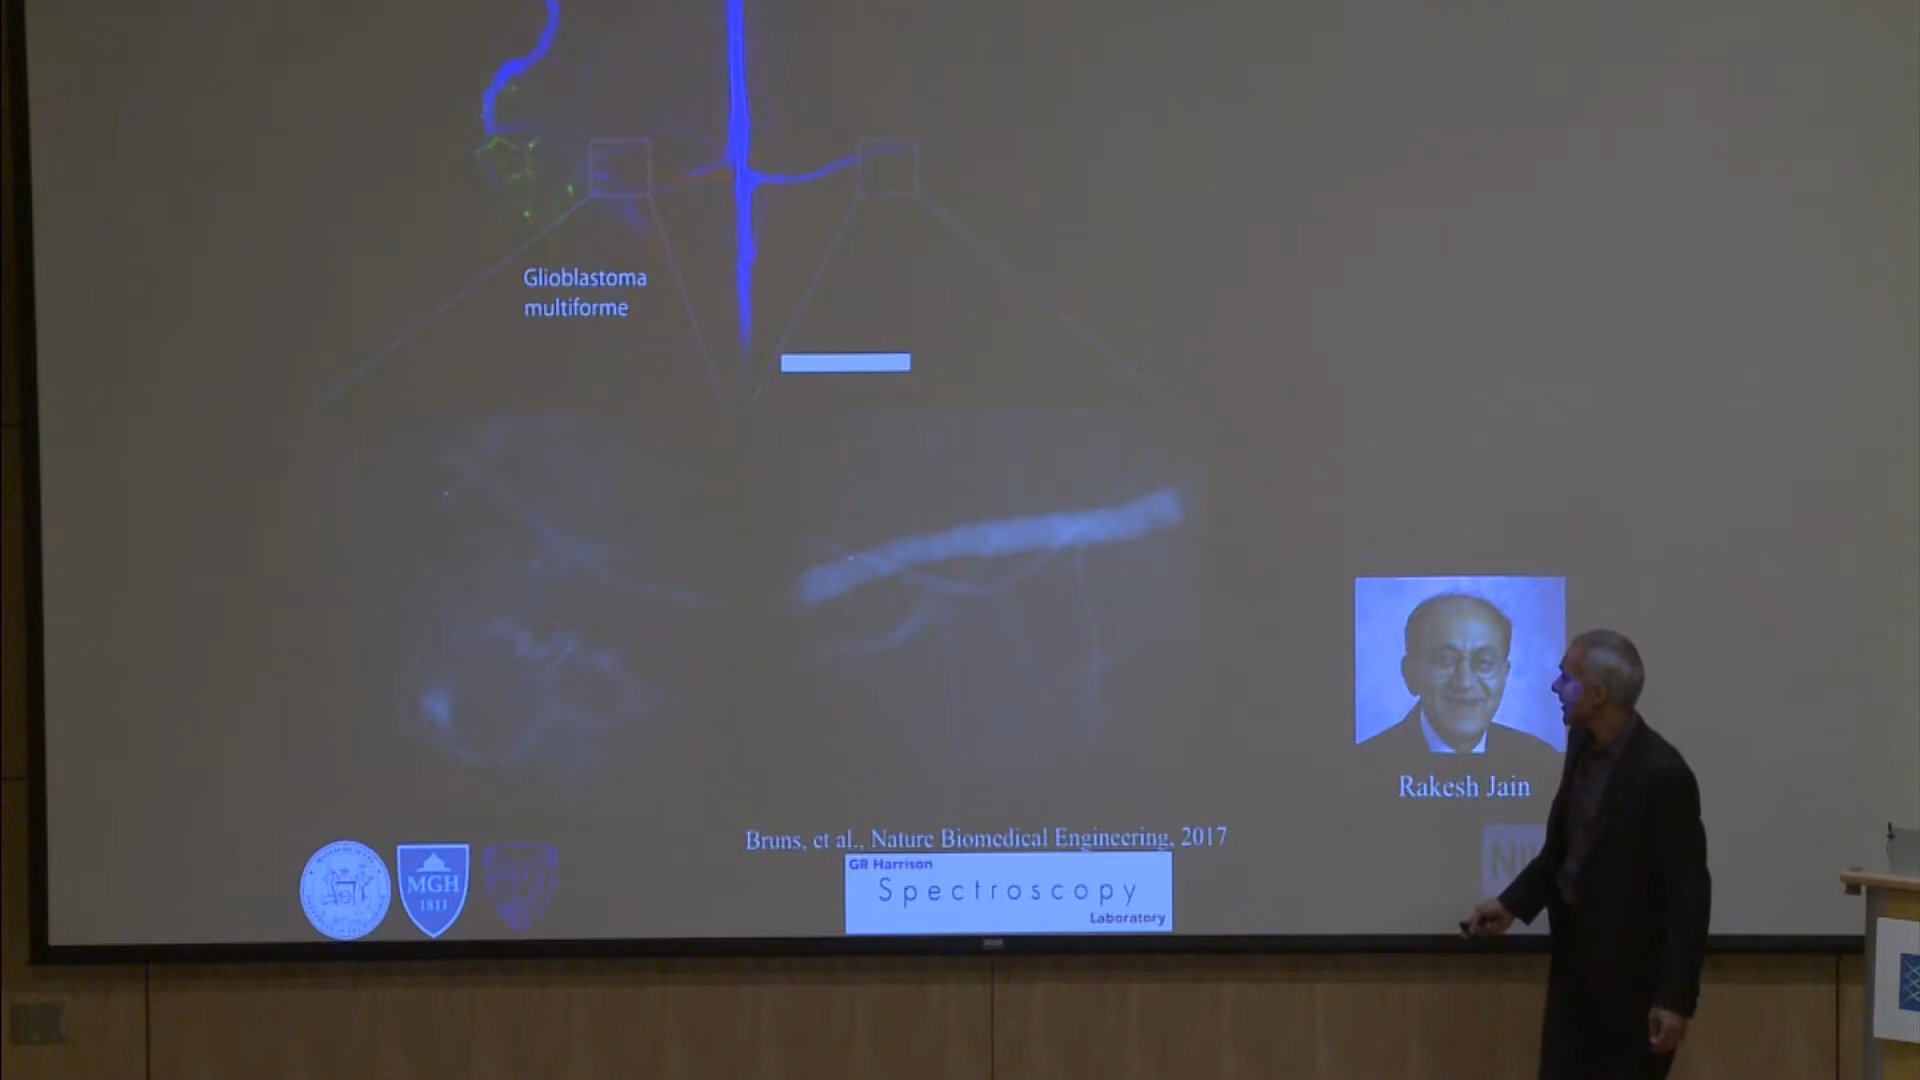 Glioblastoma
multiforme
Rakesh Jain
Bruns, et al., Nature Biomedical Engineering, 2017
GR Harrison
Spectroscopy
Laboratory
MGH
1811